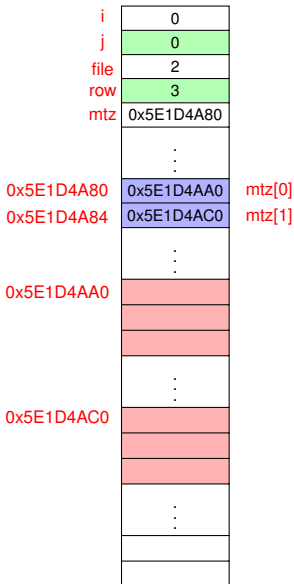 i 0
j 0
file 2
row 3
mtz 0x5E1D4A80
0x5E1D4A80 0x5E1D4AA0 mtz[0]
0x5E1D4A84 0x5E1D4AC0 mtz[1]
0x5E1D4AA0
0x5E1D4AC0